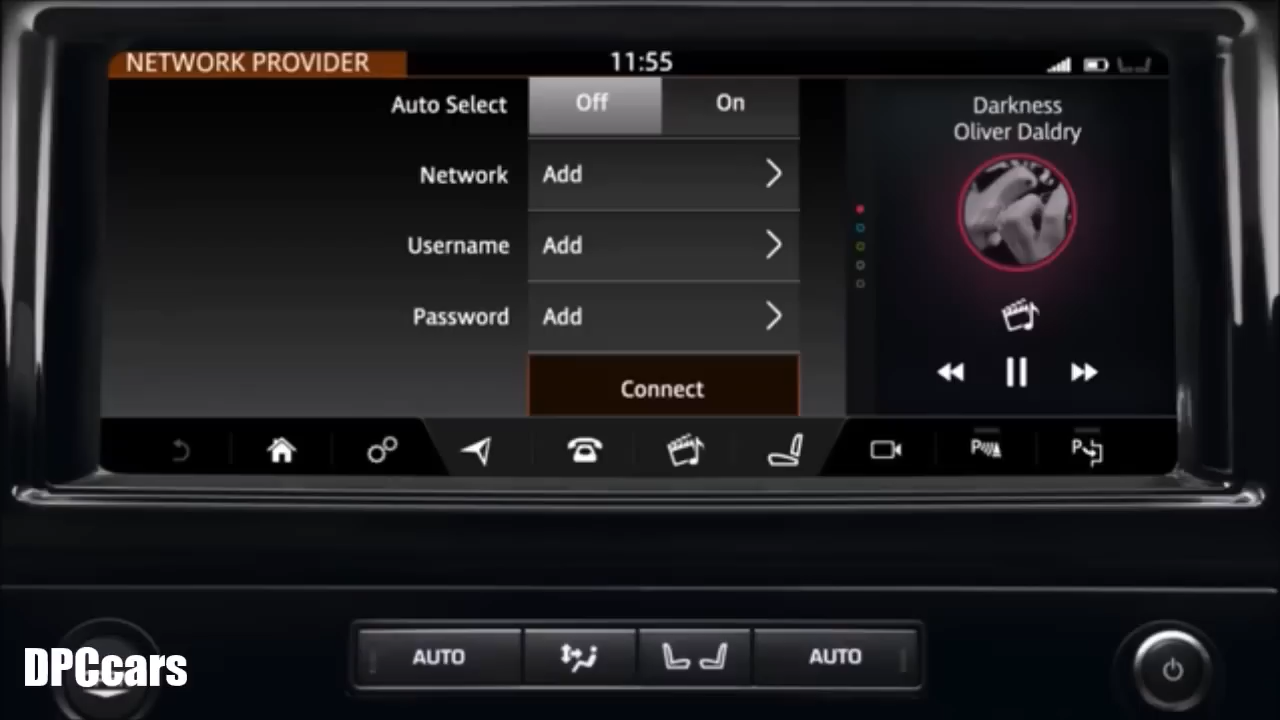 NETWORK PROVIDER
11:55
Auto Select
Off
On
Network
Add
Username
Add
Password
Add
Connect
Darkness
Oliver Daldry
P
P
AUTO
AUTO
DPCcars